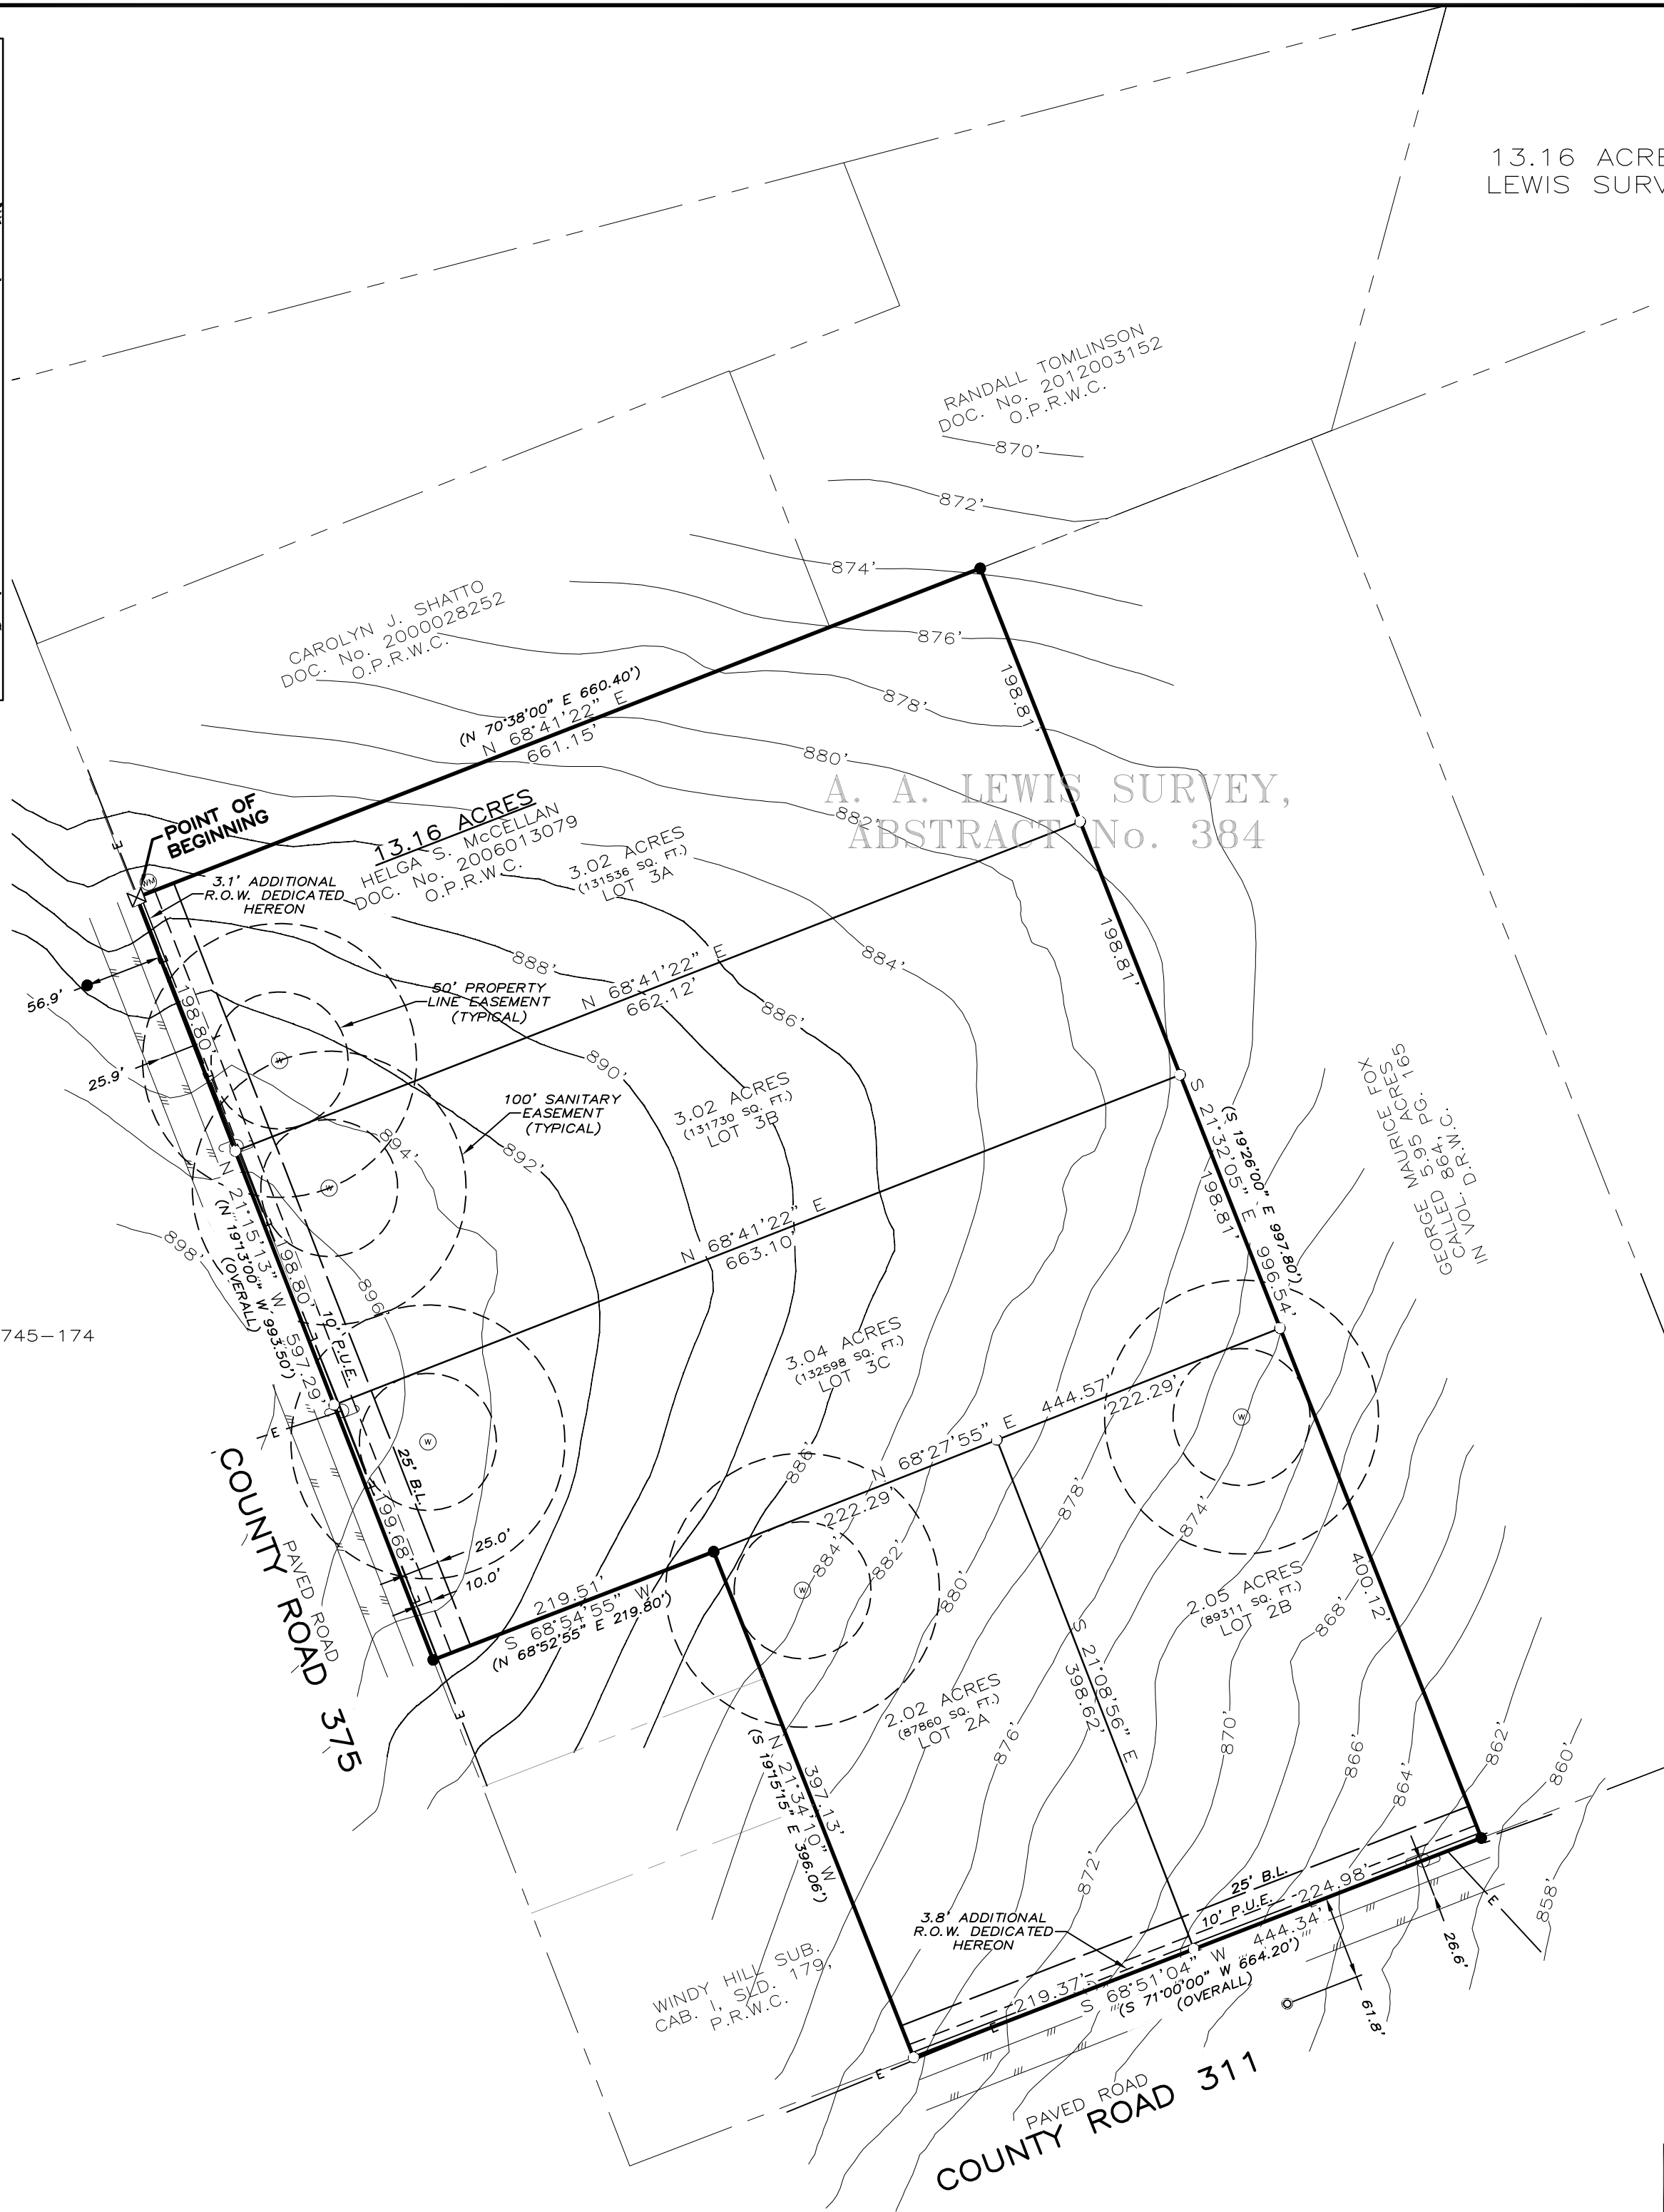 13.16 ACRE
LEWIS SURV
RANDALL TOMLINSON
DOC. No. 2012003152
O.P.R.W.C.
870'
872'
874'
876'
878'
880'
882'
CAROLYN J. SHATTO
DOC. No. 2000028252
O.P.R.W.C.
(N 70°38'00" E 660.40')
N 68°41'22" E
661.15'
198.81'
A. A. LEWIS SURVEY,
ABSTRACT No. 384
POINT OF
BEGINNING
WM
13.16 ACRES
HELGA S. McCELLAN
DOC. No. 2006013079
O.P.R.W.C.
3.02 ACRES
(131536 SQ. FT.)
LOT 3A
3.1' ADDITIONAL
R.O.W. DEDICATED
HEREON
56.9'
25.9'
198.80'
50' PROPERTY
LINE EASEMENT
(TYPICAL)
888'
884'
886'
N 68°41'22" E
662.12'
198.81'
890'
100' SANITARY
EASEMENT
(TYPICAL)
892'
894'
896'
898'
W
W
3.02 ACRES
(131730 SQ. FT.)
LOT 3B
N 21°15'13" W 597.29'
(N 19°13'00" W 993.50')
(OVERALL)
198.80'
10' P.U.E.
N 68°41'22" E
663.10'
S 21°32'05" E 996.54'
(S 19°26'00" E 997.80')
198.81'
GEORGE MAURICE FOX
CALLED 5.95 ACRES
IN VOL. 864, PG. 165
D.R.W.C.
745-174
3.04 ACRES
(132598 SQ. FT.)
LOT 3C
E
W
25' B.L.
199.68'
25.0'
10.0'
COUNTY ROAD 375
PAVED ROAD
N 68°27'55" E 444.57'
222.29'
222.29'
W
W
886'
884'
882'
880'
878'
874'
868'
219.51'
S 68°54'55" W
(N 68°52'55" E 219.80')
2.05 ACRES
(89311 SQ. FT.)
LOT 2B
400.12'
2.02 ACRES
(87860 SQ. FT.)
LOT 2A
S 21°08'56" E
398.62'
397.13'
N 21°34'10" W
(S 19°15'15" E 396.06')
876'
872'
870'
866'
864'
862'
860'
858'
25' B.L.
10' P.U.E.
224.98'
219.37'
S 68°51'04" W 444.34'
(S 71°00'00" W 664.20')
(OVERALL)
3.8' ADDITIONAL
R.O.W. DEDICATED
HEREON
26.6'
61.8'
E
E
E
WINDY HILL SUB.
CAB. I, SLD. 179,
P.R.W.C.
PAVED ROAD
COUNTY ROAD 311